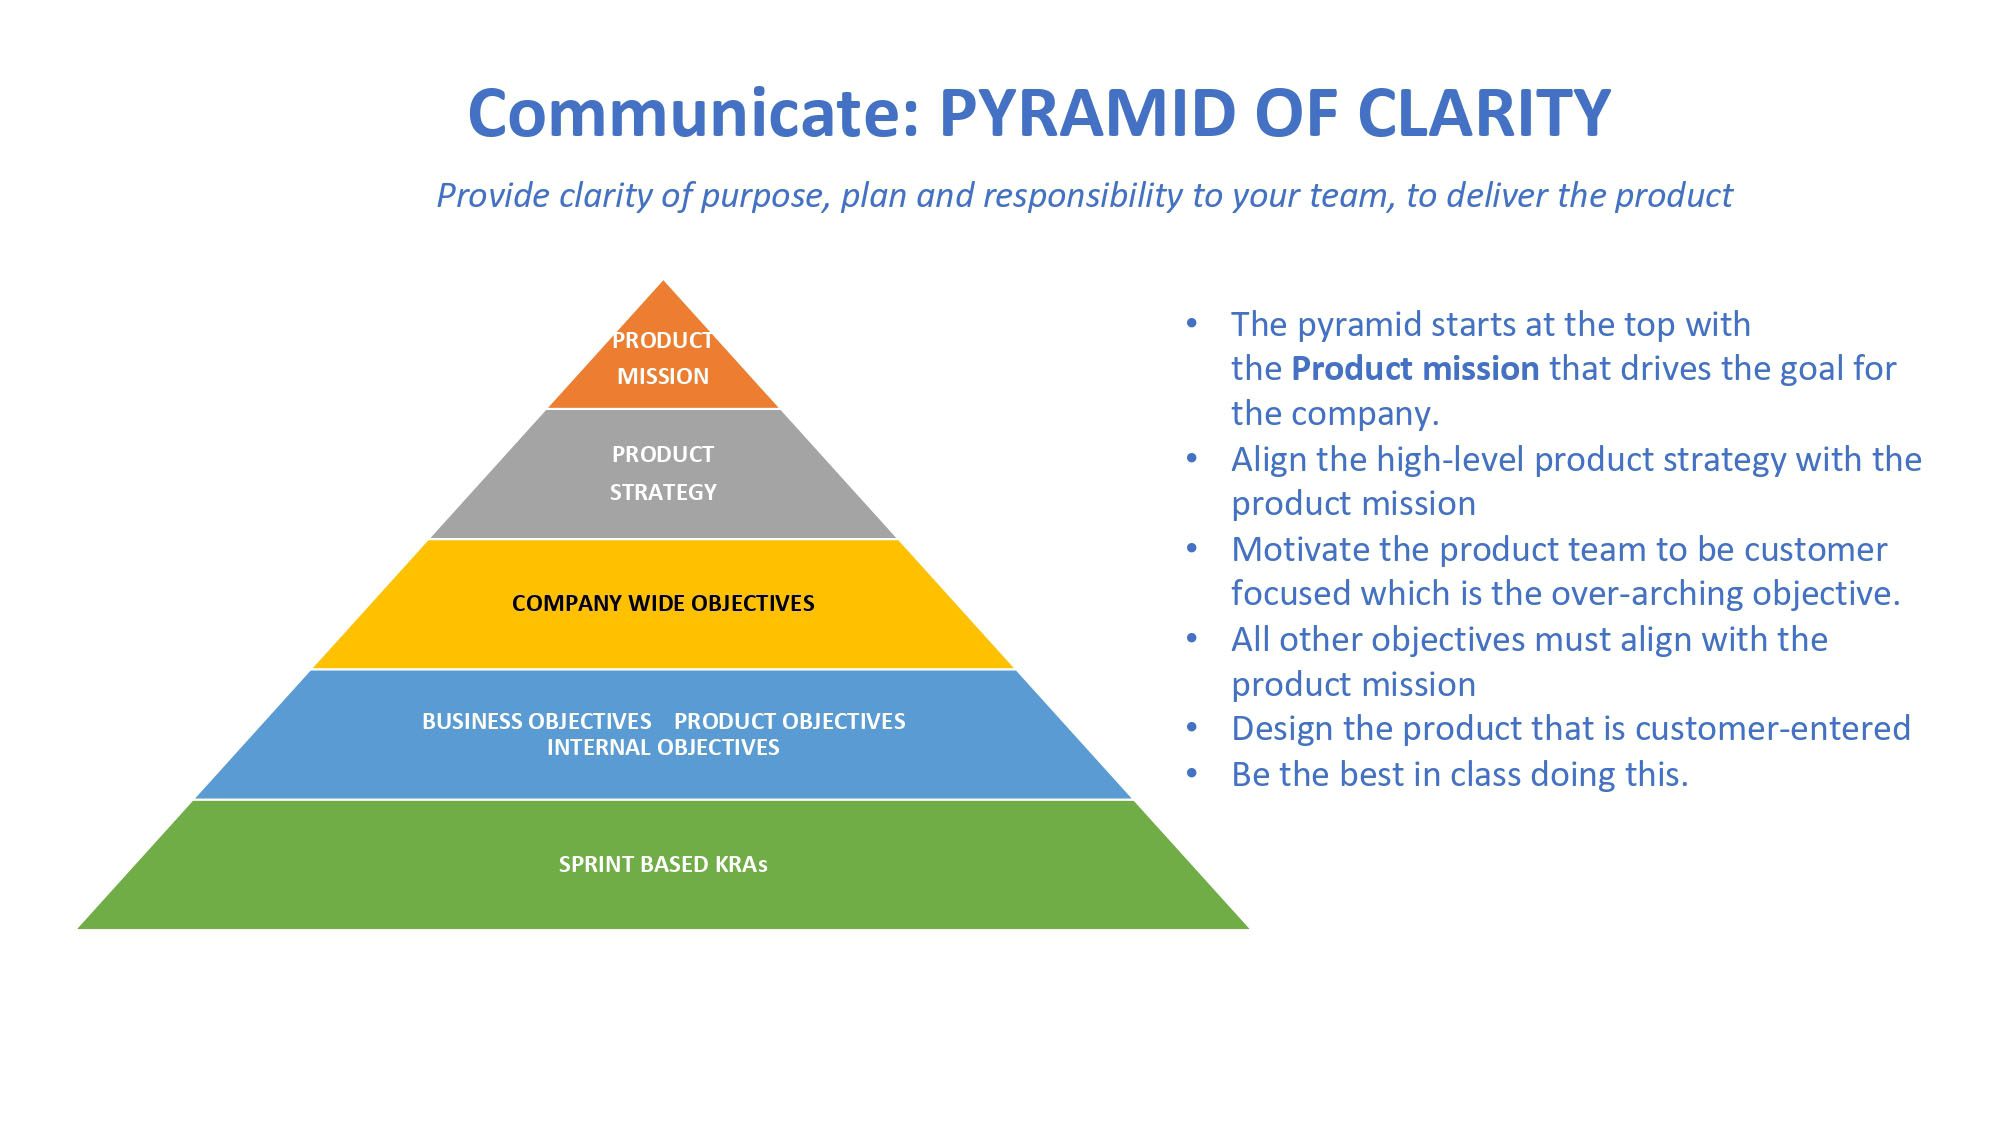 Communicate: PYRAMID OF CLARITY
Provide clarity of purpose, plan and responsibility to your team, to deliver the product
PRODUCT
MISSION
PRODUCT
STRATEGY
COMPANY WIDE OBJECTIVES
BUSINESS OBJECTIVES PRODUCT OBJECTIVES
INTERNAL OBJECTIVES
SPRINT BASED KRAs
• The pyramid starts at the top with
the Product mission that drives the goal for
the company.
• Align the high-level product strategy with the
product mission
• Motivate the product team to be customer
focused which is the over-arching objective.
• All other objectives must align with the
product mission
• Design the product that is customer-entered
• Be the best in class doing this.